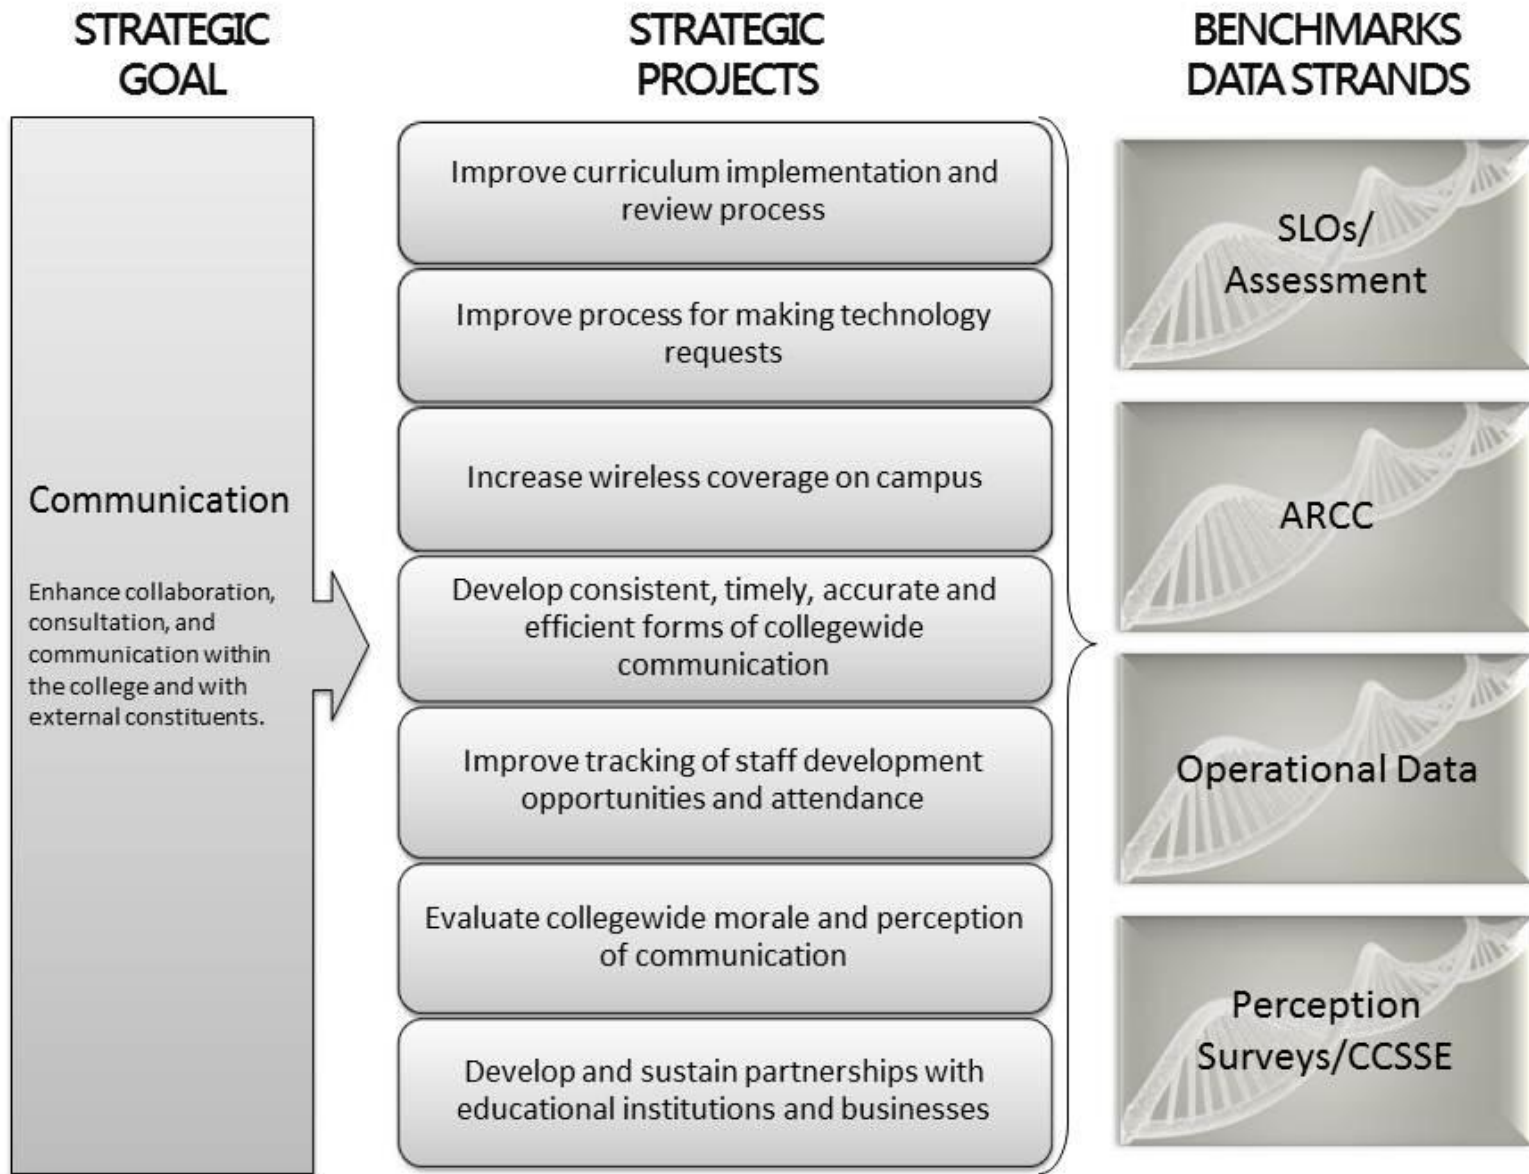 STRATEGIC
GOAL
STRATEGIC
PROJECTS
BENCHMARKS
DATA STRANDS
Communication
Enhance collaboration,
consultation, and
communication within
the college and with
external constituents.
Improve curriculum implementation and
review process
Improve process for making technology
requests
Increase wireless coverage on campus
Develop consistent, timely, accurate and
efficient forms of collegewide
communication
Improve tracking of staff development
opportunities and attendance
Evaluate collegewide morale and perception
of communication
Develop and sustain partnerships with
educational institutions and businesses
SLOs/
Assessment
ARCC
Operational Data
Perception
Surveys/CCSSE